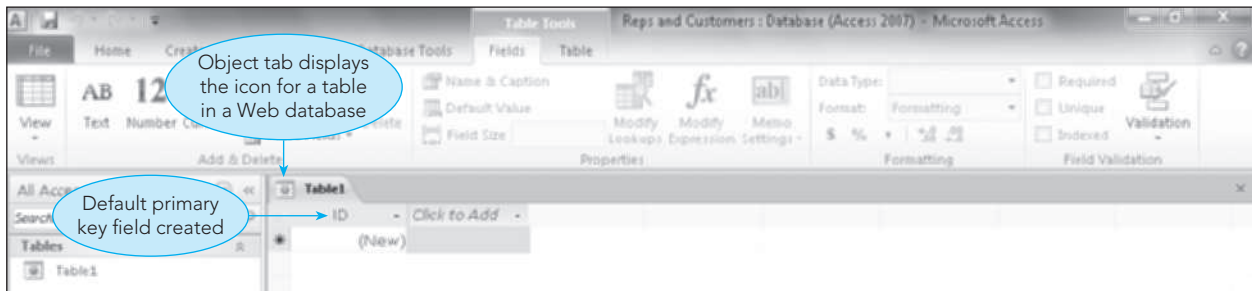 Table Tools
Reps and Customers : Database (Access 2007) - Microsoft Access
File Home Database Tools Fields Table
Object tab displays
the icon for a table
in a Web database
View
AB
Text
12
Number
Name & Caption
Default Value
Field Size
Modify
Lookups
fx
Modify
Expression
ab
Memo
Settings
Data Type:
Format: Formatting
$ %
Required
Unique
Indexed
Validation
Views Add & Delete Properties Formatting Field Validation
Table1
Default primary
key field created
ID Click to Add
(New)
Tables
Table1